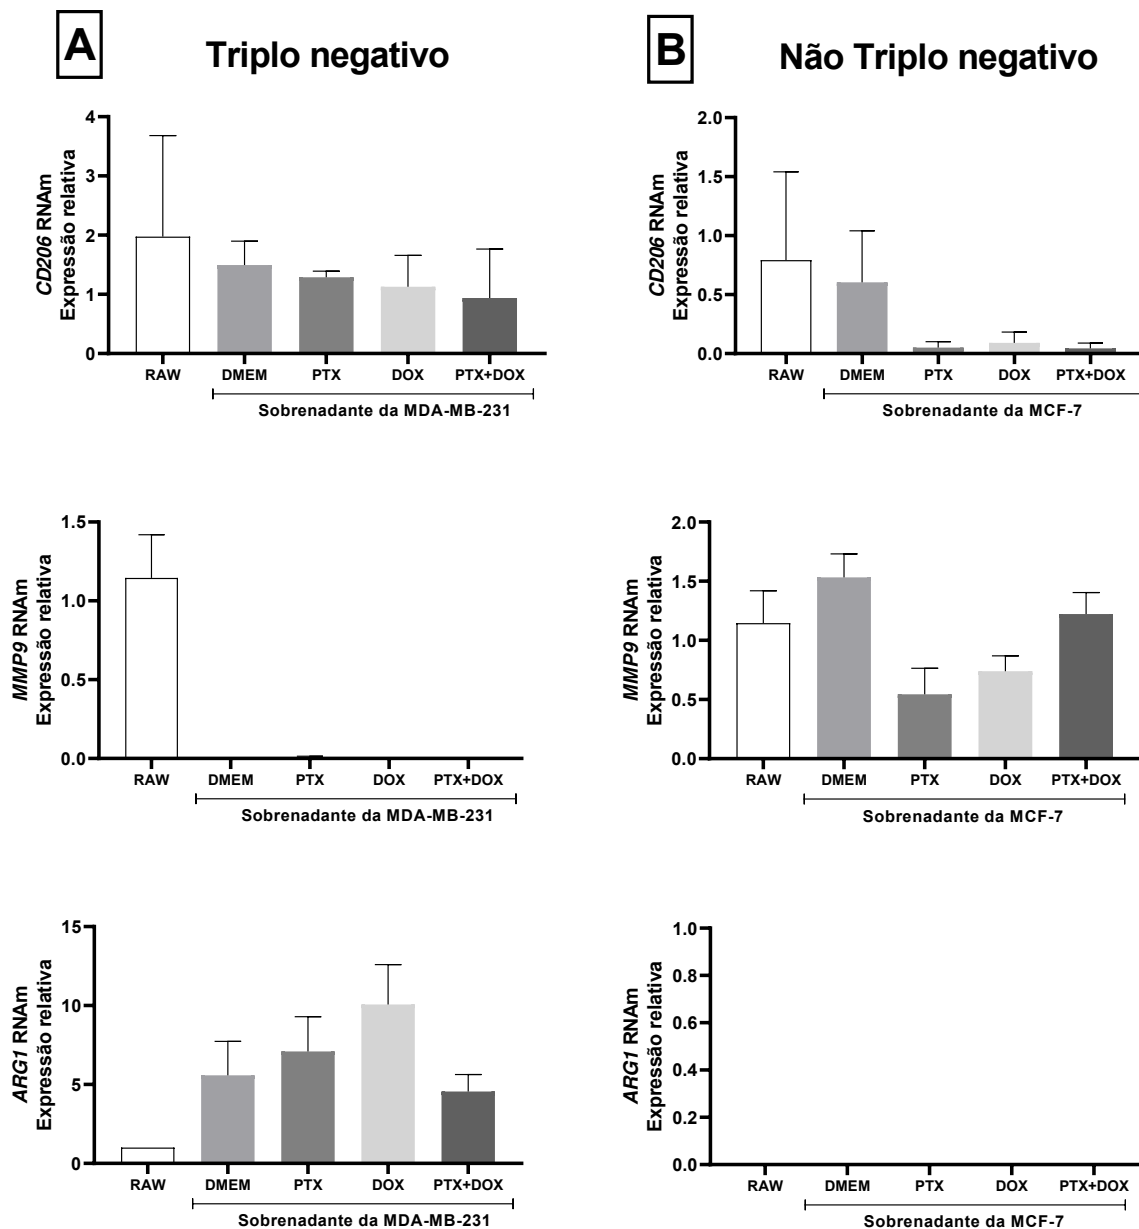 A
Triplo negativo
B
Não Triplo negativo
CD206 RNAm
Expressão relativa
4
3
2
1
0
RAW
DMEM
PTX
DOX
PTX+DOX
Sobrenadante da MDA-MB-231
CD206 RNAm
Expressão relativa
2.0
1.5
1.0
0.5
0.0
RAW
DMEM
PTX
DOX
PTX+DOX
Sobrenadante da MCF-7
MMP9 RNAm
Expressão relativa
1.5
1.0
0.5
0.0
RAW
DMEM
PTX
DOX
PTX+DOX
Sobrenadante da MDA-MB-231
MMP9 RNAm
Expressão relativa
2.0
1.5
1.0
0.5
0.0
RAW
DMEM
PTX
DOX
PTX+DOX
Sobrenadante da MCF-7
ARG1 RNAm
Expressão relativa
15
10
5
0
RAW
DMEM
PTX
DOX
PTX+DOX
Sobrenadante da MDA-MB-231
ARG1 RNAm
Expressão relativa
1.0
0.8
0.6
0.4
0.2
0.0
RAW
DMEM
PTX
DOX
PTX+DOX
Sobrenadante da MCF-7